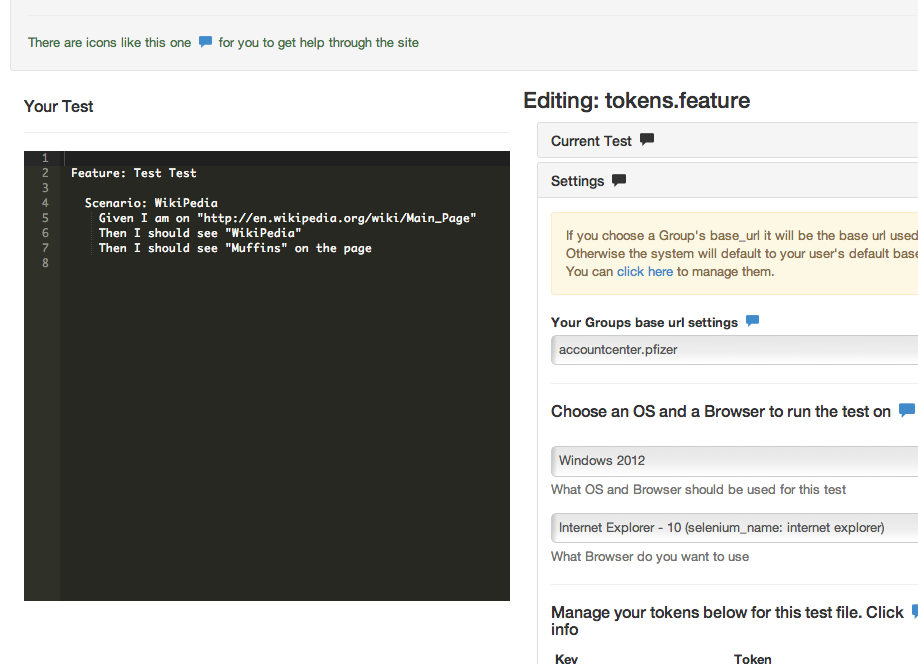 There are icons like this one for you to get help through the site
Your Test
1
2 Feature: Test Test
3
4 Scenario: WikiPedia
5 Given I am on "http://en.wikipedia.org/wiki/Main_Page"
6 Then I should see "WikiPedia"
7 Then I should see "Muffins" on the page
8
Editing: tokens.feature
Current Test
Settings
If you choose a Group's base_url it will be the base url used
Otherwise the system will default to your user's default base
You can click here to manage them.
Your Groups base url settings
accountcenter.pfizer
Choose an OS and a Browser to run the test on
Windows 2012
What OS and Browser should be used for this test
Internet Explorer - 10 (selenium_name: internet explorer)
What Browser do you want to use
Manage your tokens below for this test file. Click
info
Key Token